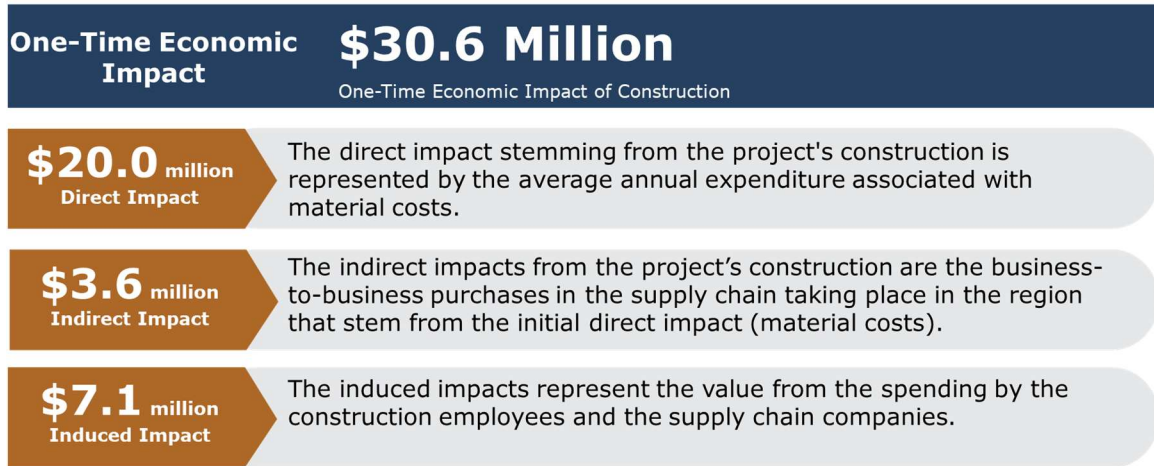 One-Time Economic
Impact
$30.6 Million
One-Time Economic Impact of Construction
$20.0 million
Direct Impact
The direct impact stemming from the project's construction is
represented by the average annual expenditure associated with
material costs.
$3.6 million
Indirect Impact
The indirect impacts from the project’s construction are the business-
to-business purchases in the supply chain taking place in the region
that stem from the initial direct impact (material costs).
$7.1 million
Induced Impact
The induced impacts represent the value from the spending by the
construction employees and the supply chain companies.